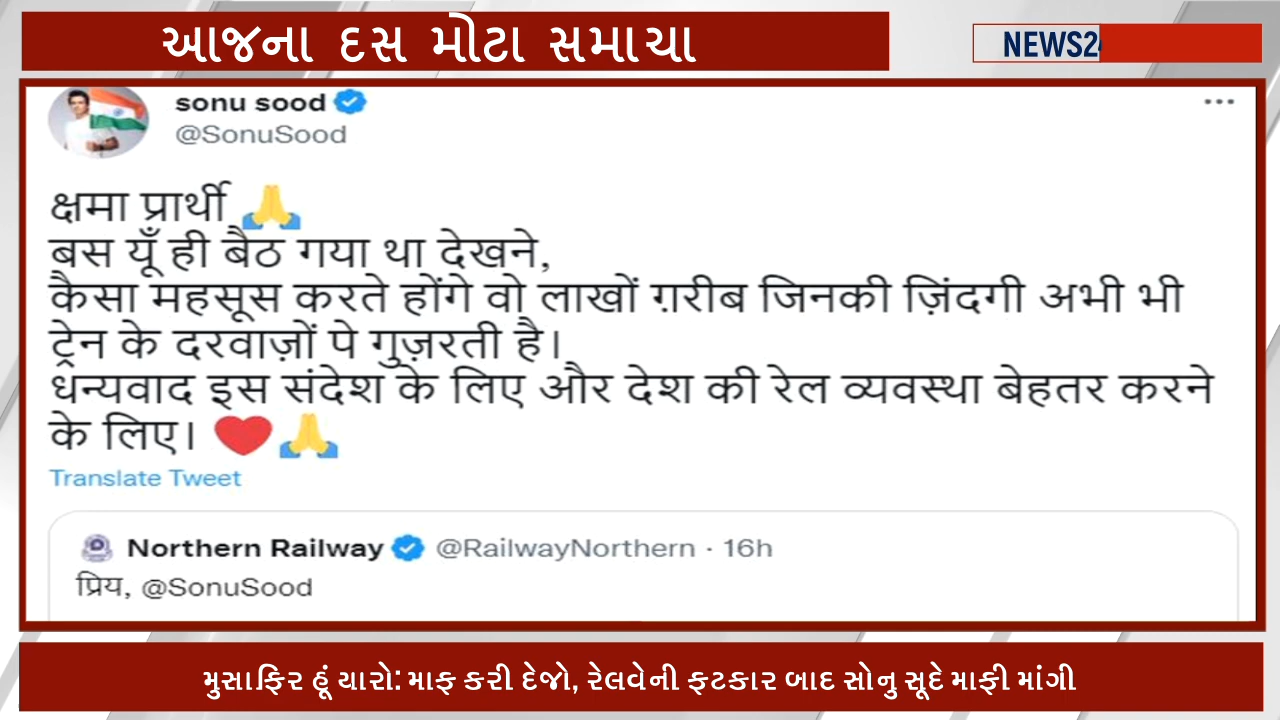 આજના દસ મોટા સમાચા
NEWS24
sonu sood
@SonuSood
क्षमा प्रार्थी 🙏
बस यूँ ही बैठ गया था देखने,
कैसा महसूस करते होंगे वो लाखों ग़रीब जिनकी ज़िंदगी अभी भी
ट्रेन के दरवाज़ों पे गुज़रती है।
धन्यवाद इस संदेश के लिए और देश की रेल व्यवस्था बेहतर करने
के लिए। ❤️🙏
Translate Tweet
Northern Railway @RailwayNorthern · 16h
प्रिय, @SonuSood
મુસાફિર હૂં યારો: માફ કરી દેજો, રેલવેની ફટકાર બાદ સોનુ સૂદે માફી માંગી